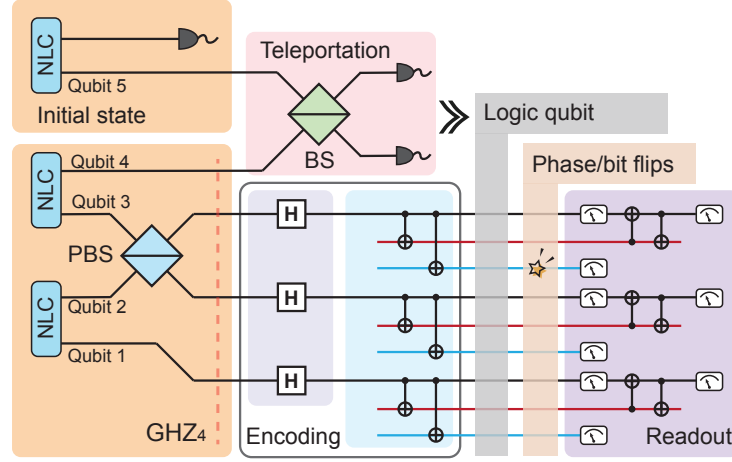 NLC
Qubit 5
Initial state
Teleportation
BS
Logic qubit
Phase/bit flips
NLC
Qubit 4
Qubit 3
PBS
NLC
Qubit 2
Qubit 1
GHZ4
H
H
H
Encoding
Readout